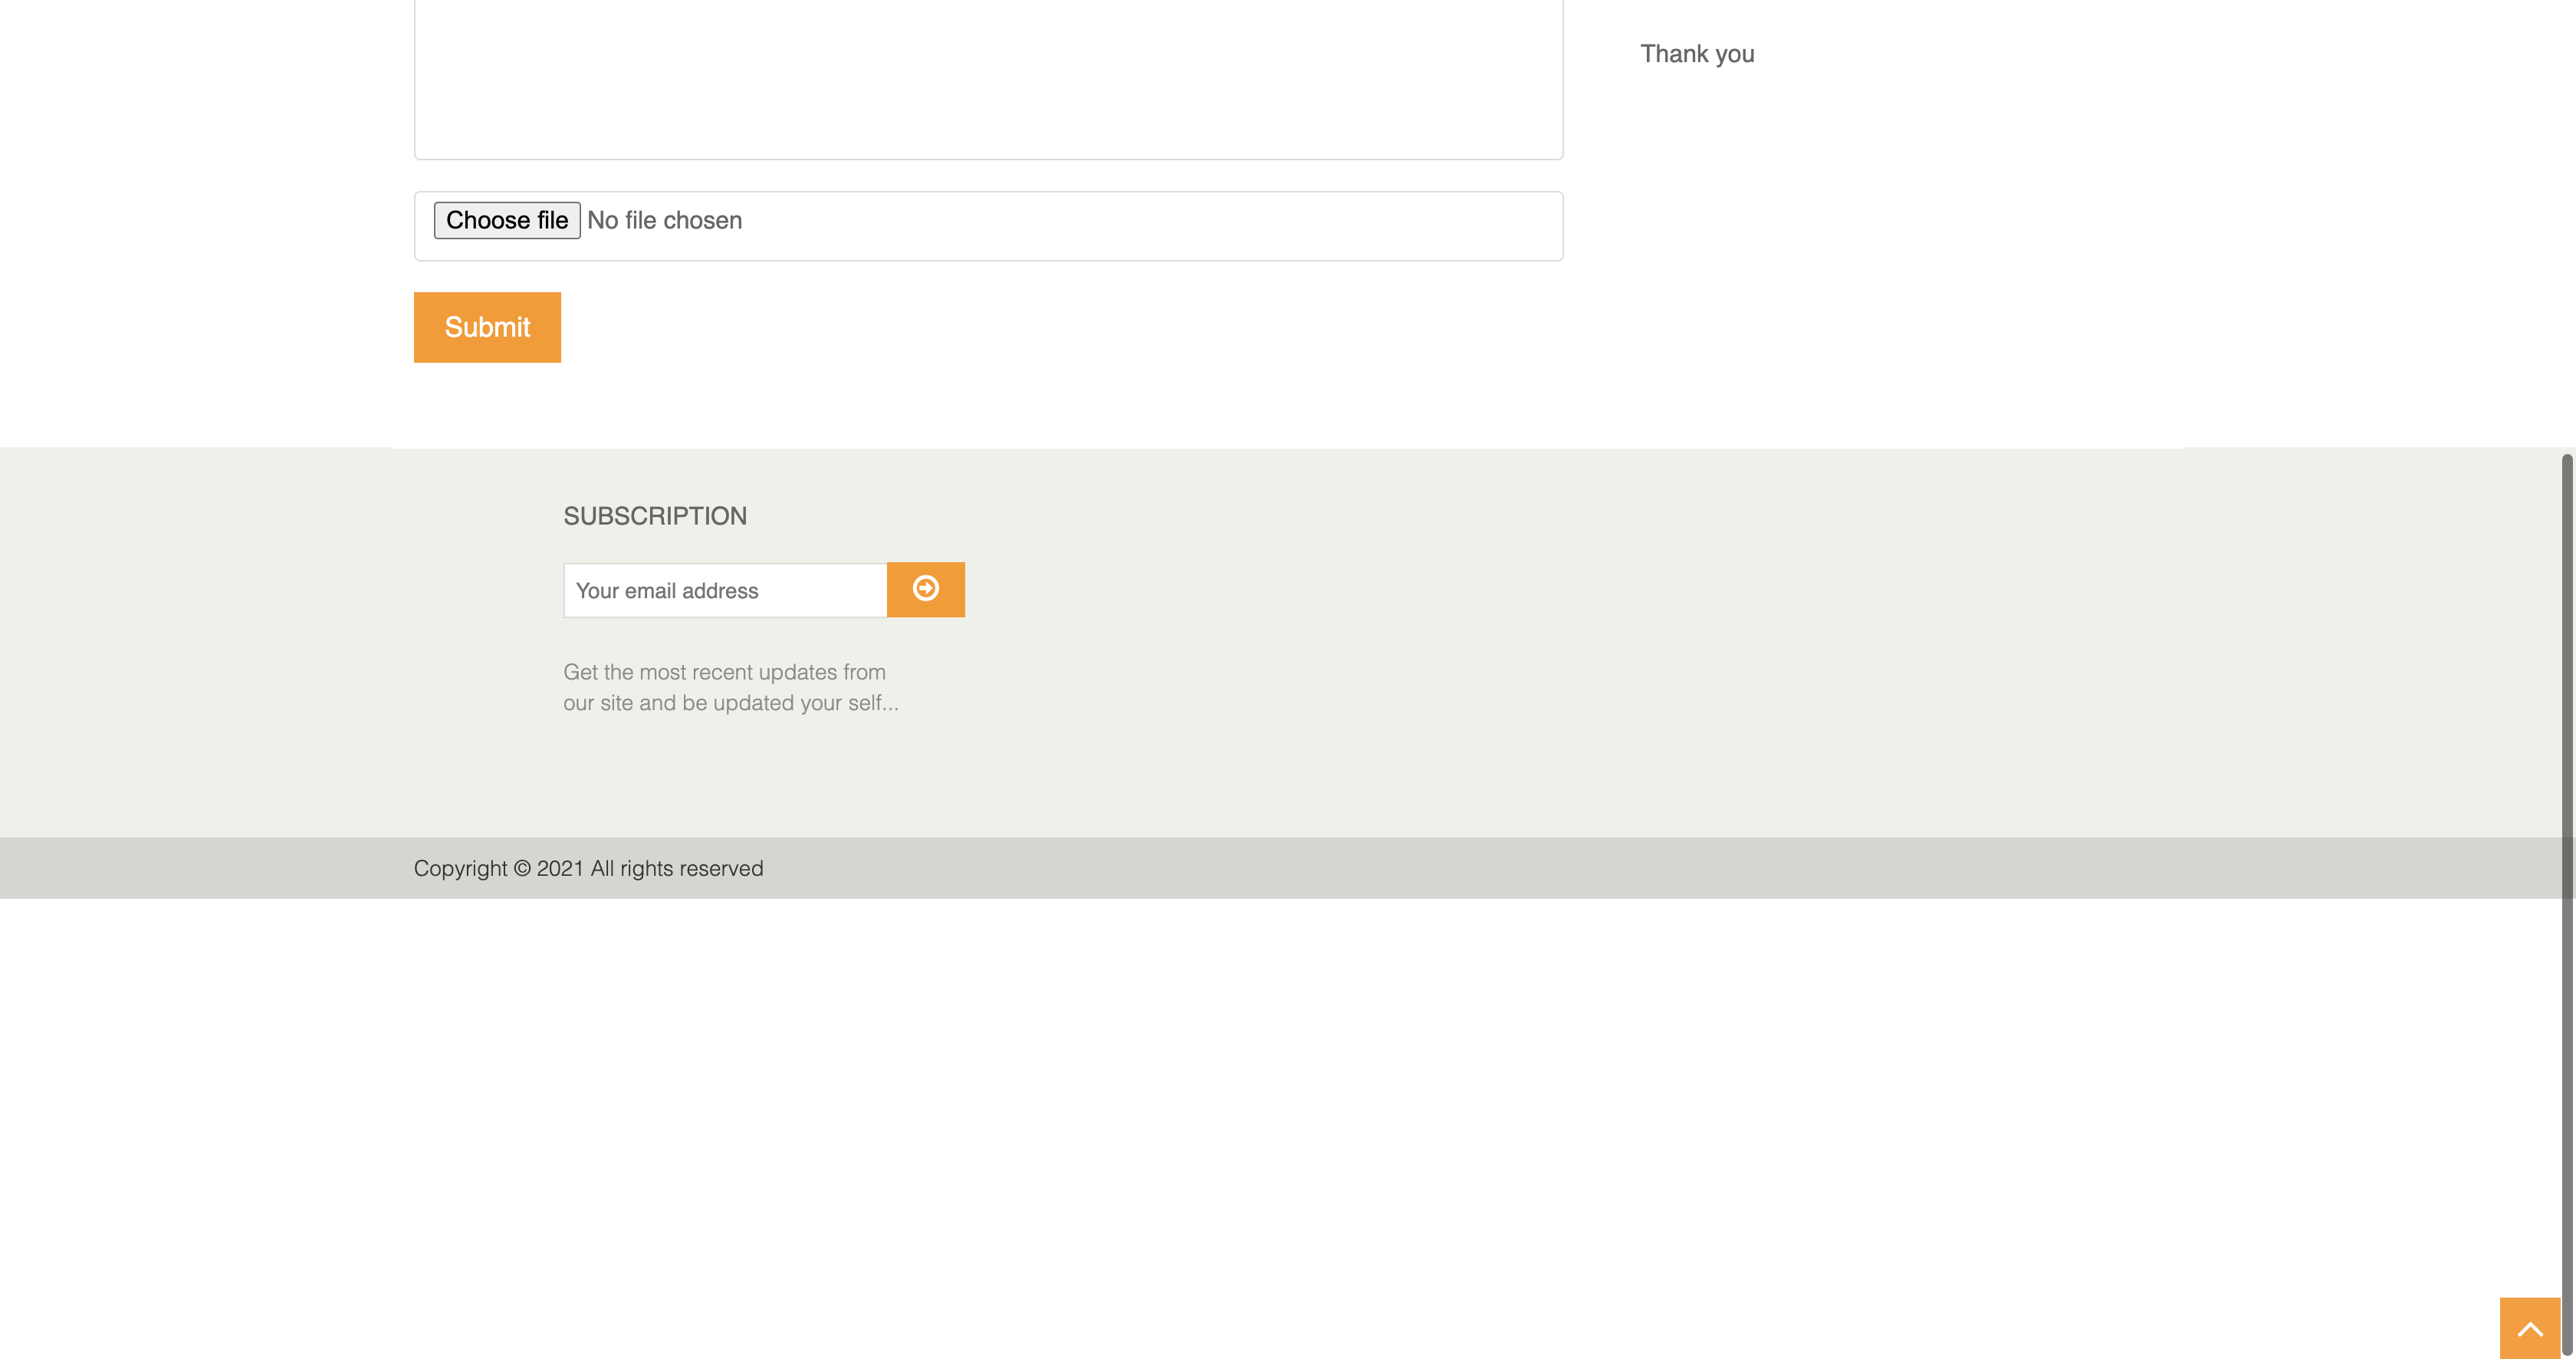 Thank you
Choose file No file chosen
Submit
SUBSCRIPTION
Your email address
Get the most recent updates from
our site and be updated your self...
Copyright © 2021 All rights reserved